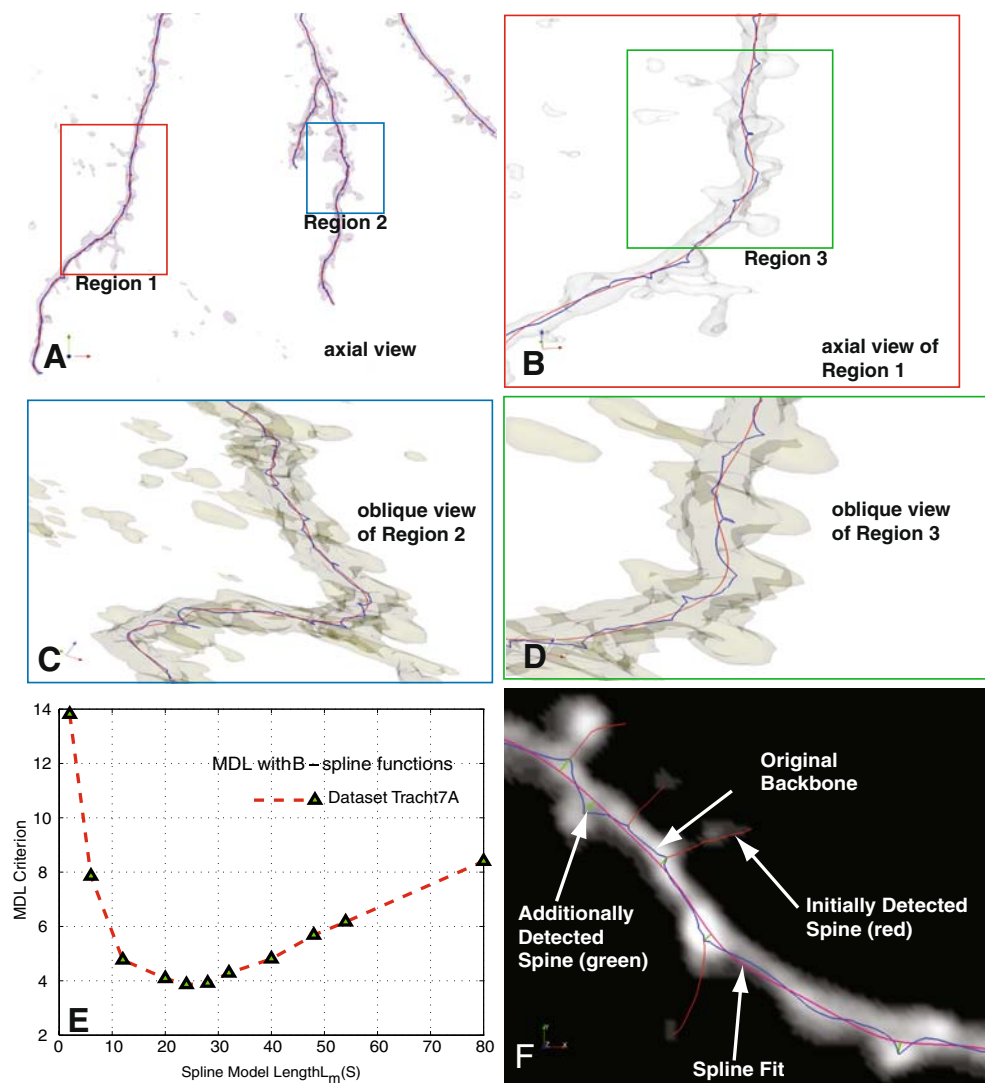 Region 1
Region 2
axial view
A
Region 3
axial view of
Region 1
B
oblique view
of Region 2
C
oblique view
of Region 3
D
14
12
10
8
6
4
2
MDL Criterion
MDL withB – spline functions
Dataset Tracht7A
E
0 10 20 30 40 50 60 70 80
Spline Model LengthLm(S)
Original
Backbone
Additionally
Detected
Spine (green)
Initially Detected
Spine (red)
Spline Fit
F